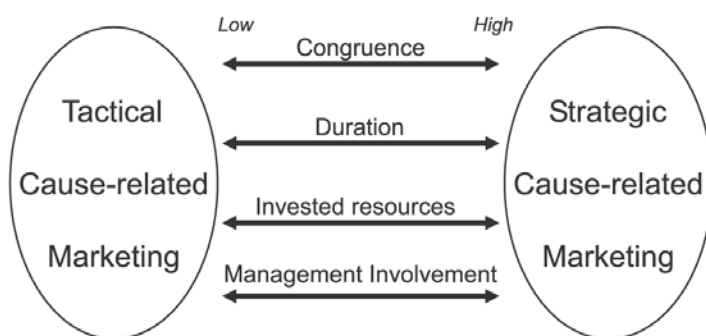 Low
High
Congruence
Tactical
Cause-related
Marketing
Duration
Invested resources
Management Involvement
Strategic
Cause-related
Marketing